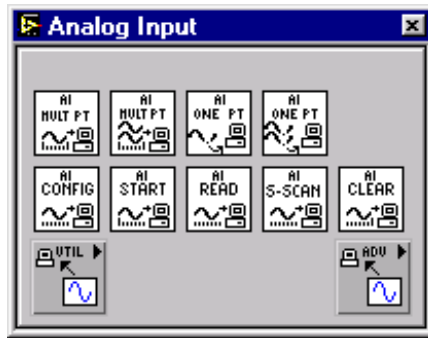 Analog Input
AI MULT PT
AI MULT PT
AI ONE PT
AI ONE PT
AI CONFIG
AI START
AI READ
AI S-SCAN
AI CLEAR
UTIL
ADV